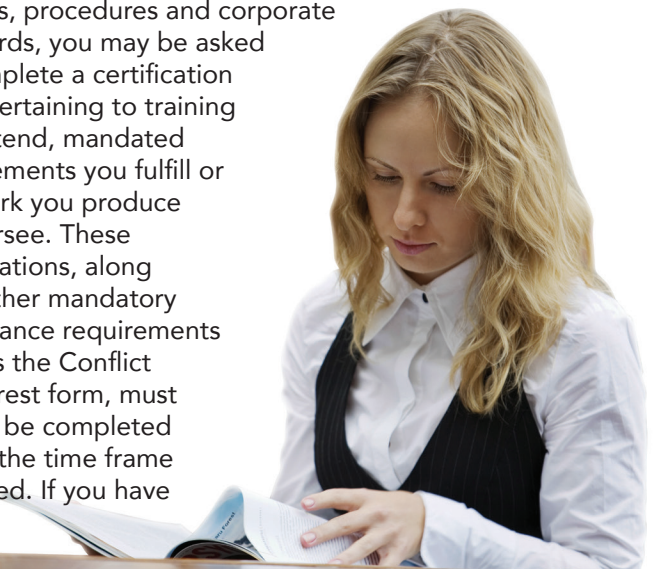 s, procedures and corporate
rds, you may be asked
plete a certification
ertaining to training
tend, mandated
ements you fulfill or
rk you produce
rsee. These
ations, along
ther mandatory
ance requirements
s the Conflict
rest form, must
be completed
the time frame
ed. If you have